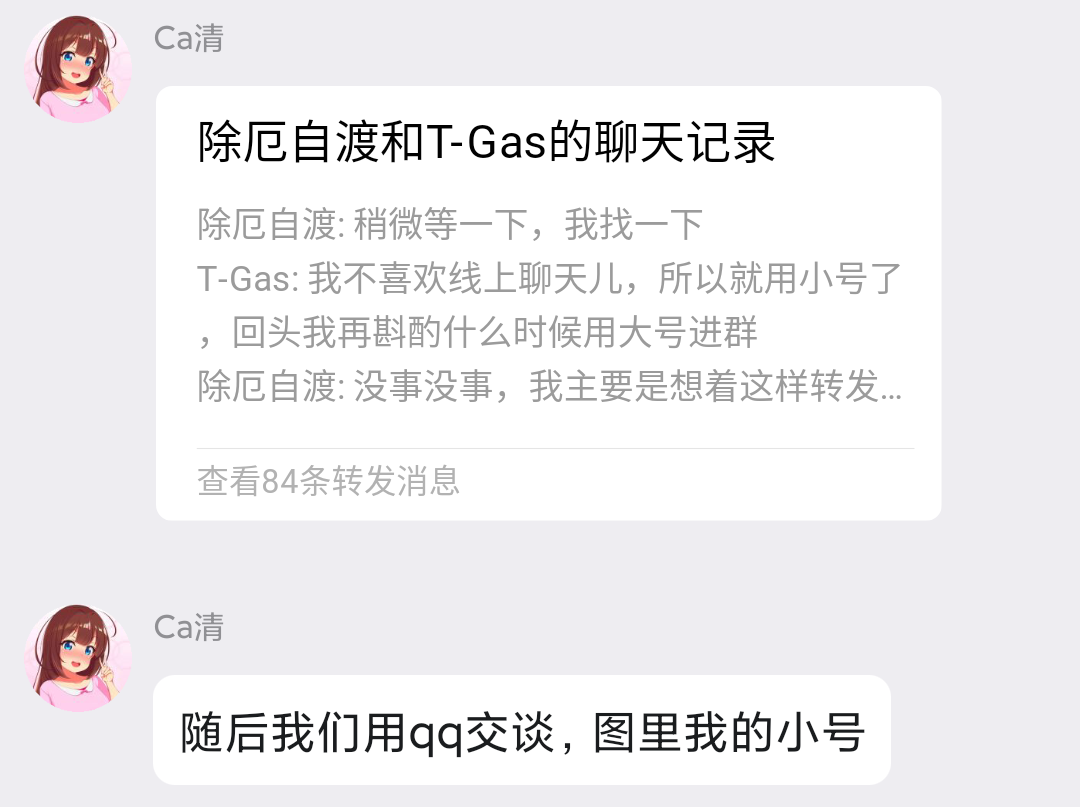 Ca清
除厄自渡和T-Gas的聊天记录
除厄自渡: 稍微等一下，我找一下
T-Gas: 我不喜欢线上聊天儿，所以就用小号了
，回头我再斟酌什么时候用大号进群
除厄自渡: 没事没事，我主要是想着这样转发...
查看84条转发消息
Ca清
随后我们用qq交谈，图里我的小号